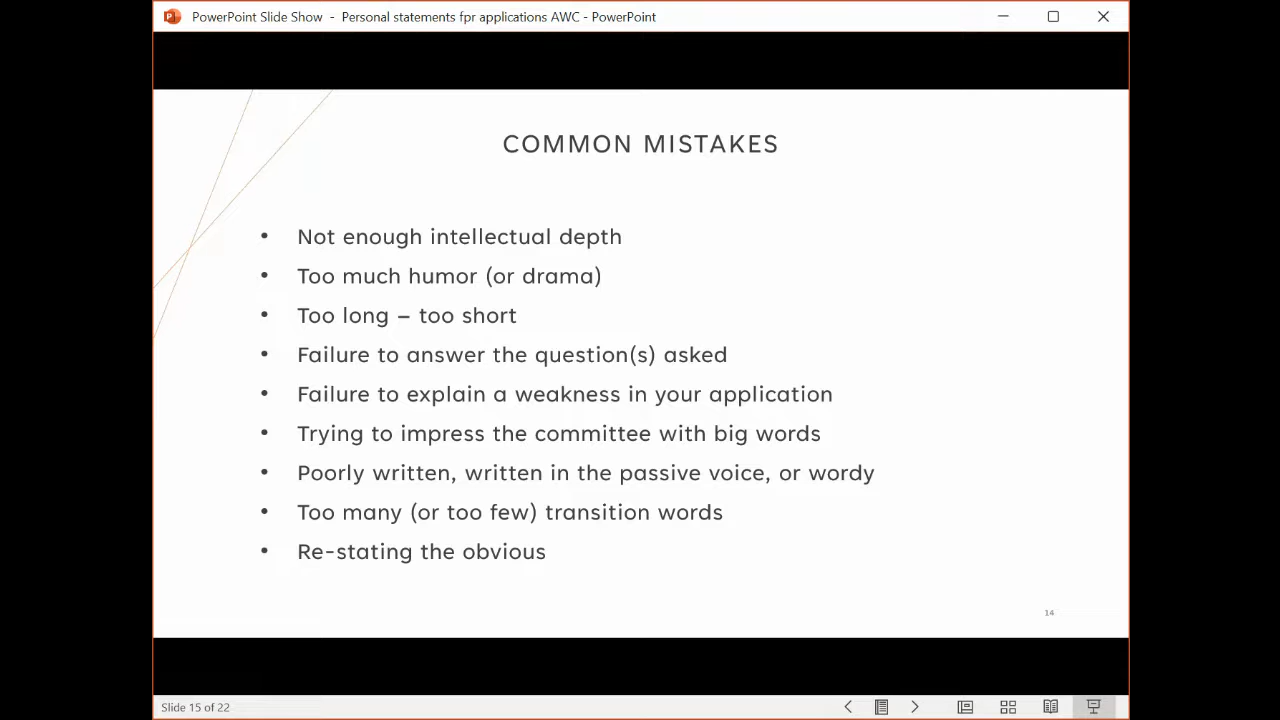 PowerPoint Slide Show - Personal statements fpr applications AWC - PowerPoint
COMMON MISTAKES
• Not enough intellectual depth
• Too much humor (or drama)
• Too long – too short
• Failure to answer the question(s) asked
• Failure to explain a weakness in your application
• Trying to impress the committee with big words
• Poorly written, written in the passive voice, or wordy
• Too many (or too few) transition words
• Re-stating the obvious
14
Slide 15 of 22